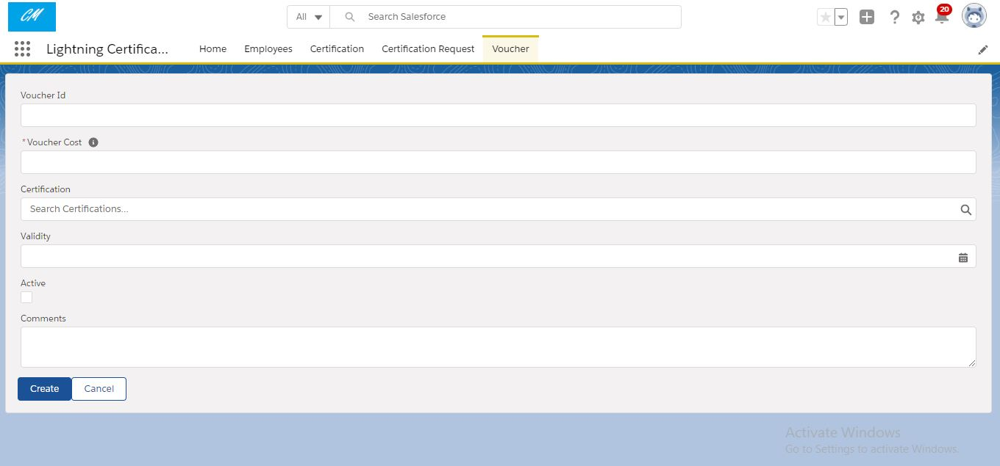 CM
All
Search Salesforce
20
Lightning Certifica...
Home
Employees
Certification
Certification Request
Voucher
Voucher Id
*Voucher Cost
Certification
Search Certifications...
Validity
Active
Comments
Create
Cancel
Activate Windows
Go to Settings to activate Windows.